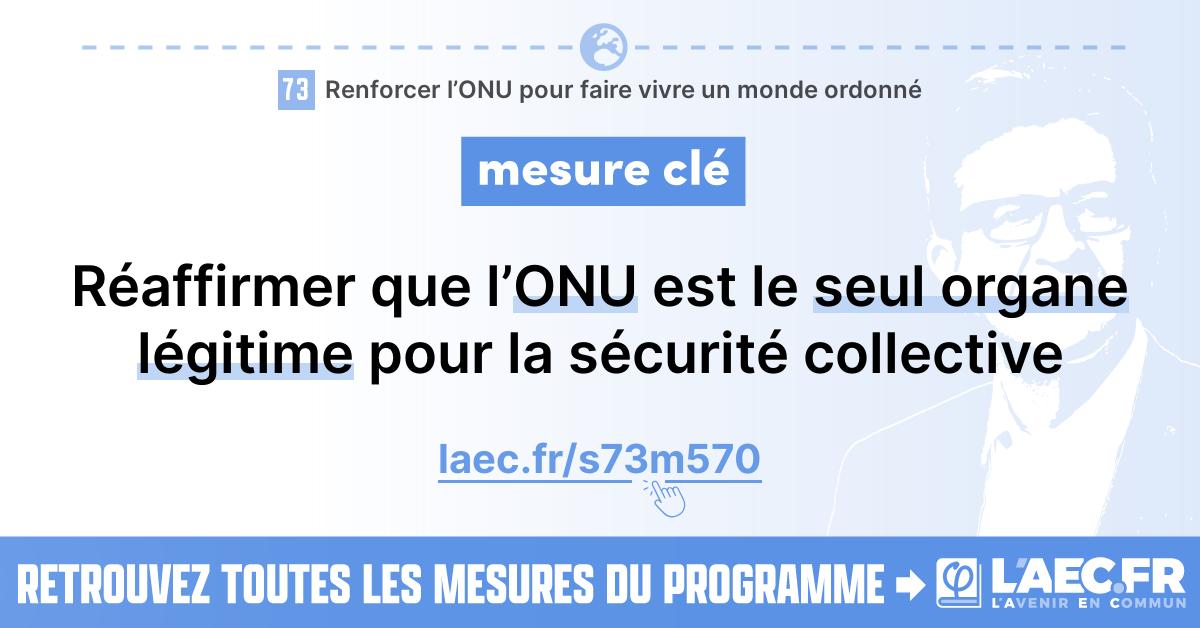 73 Renforcer l’ONU pour faire vivre un monde ordonné
mesure clé
Réaffirmer que l’ONU est le seul organe
légitime pour la sécurité collective
laec.fr/s73m570
RETROUVEZ TOUTES LES MESURES DU PROGRAMME
φ L'AEC.FR
L'AVENIR EN COMMUN